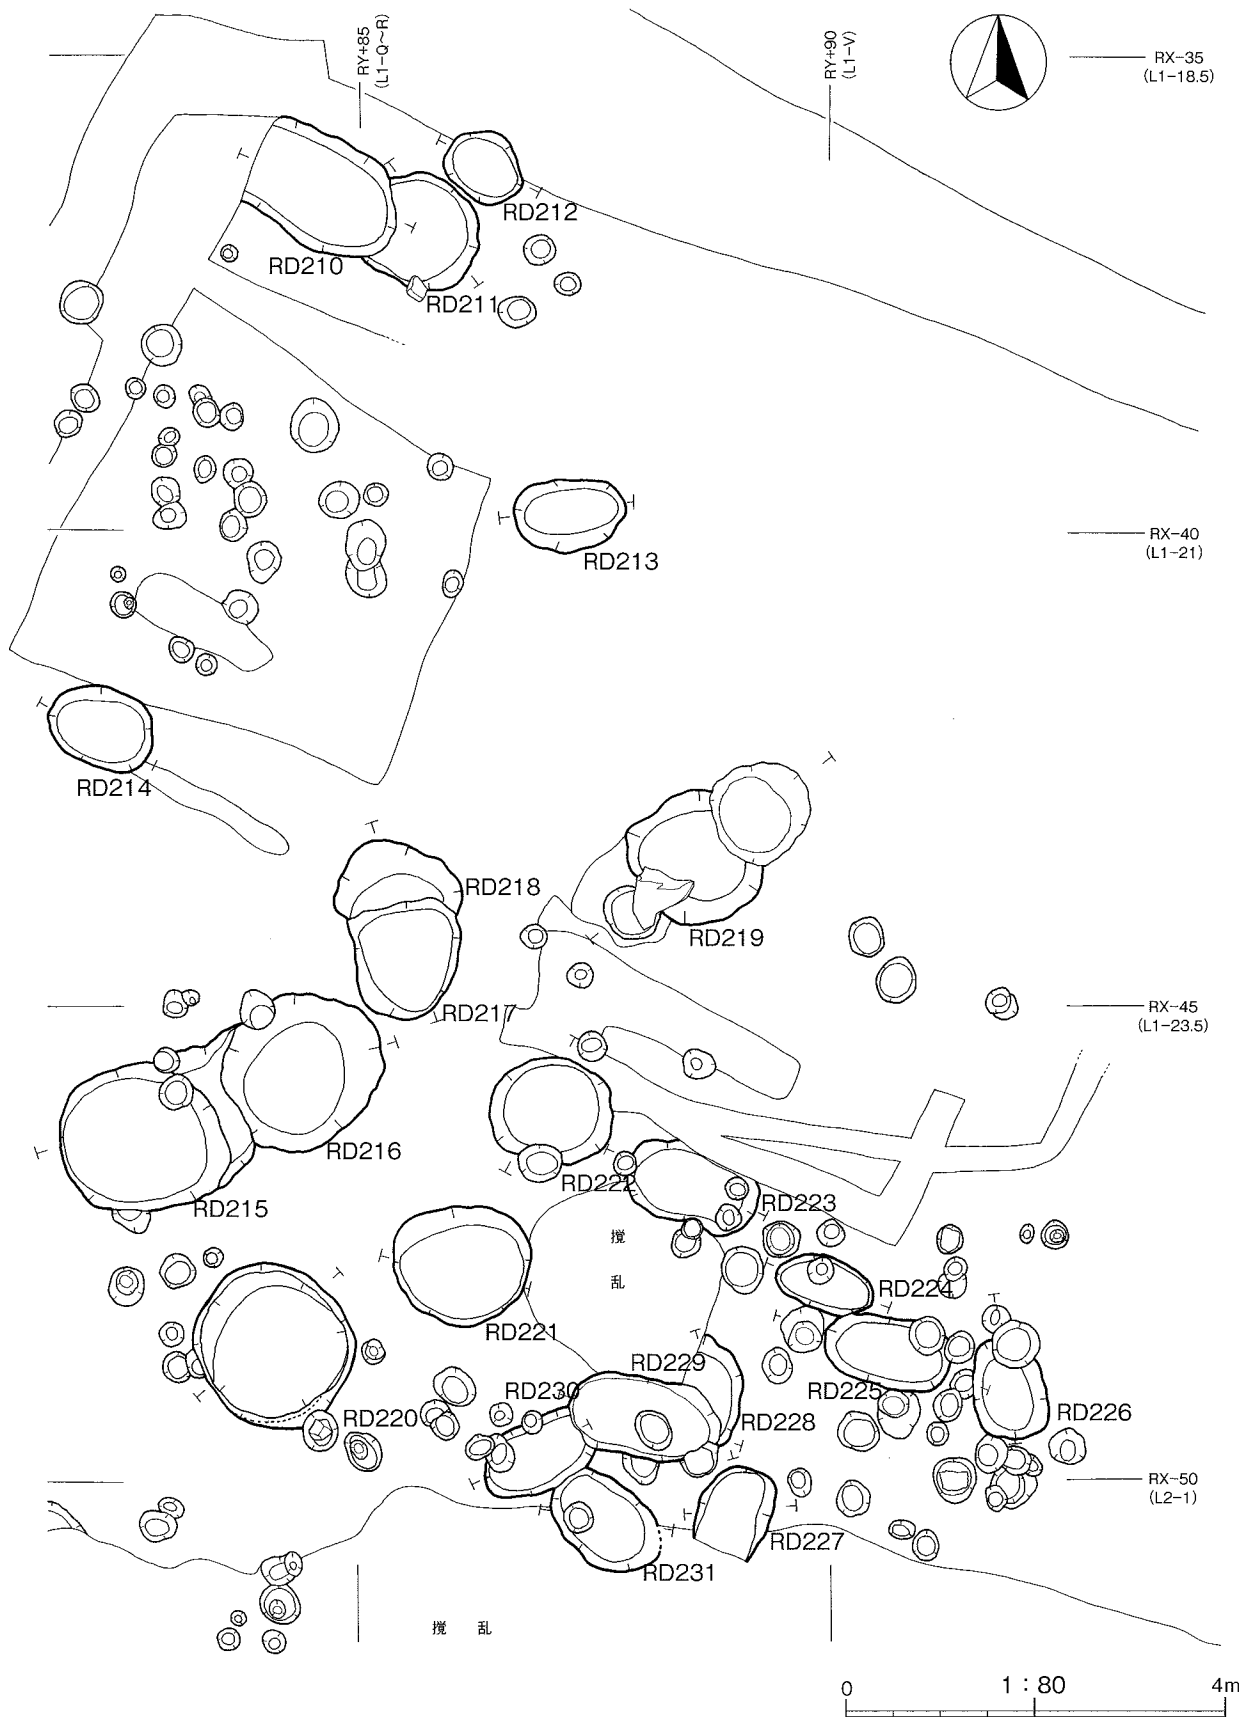 RY+85
(L1-Q～R)
RY+90
(L1-V)
RX-35
(L1-18.5)
RD212
RD210
RD211
RX-40
(L1-21)
RD213
RD214
RD218
RD219
RD217
RX-45
(L1-23.5)
RD216
RD222
RD215
RD223
攪
乱
RD224
RD221
RD229
RD230
RD225
RD220
RD228
RD226
RX-50
(L2-1)
RD227
RD231
攪 乱
0 1：80 4m